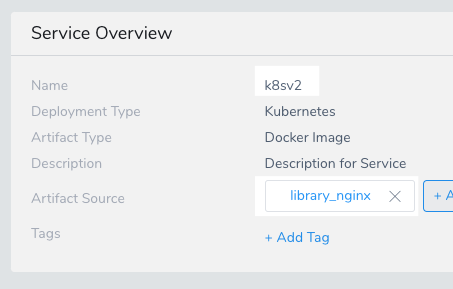 Service Overview
Name k8sv2
Deployment Type Kubernetes
Artifact Type Docker Image
Description Description for Service
Artifact Source library_nginx + A
Tags + Add Tag